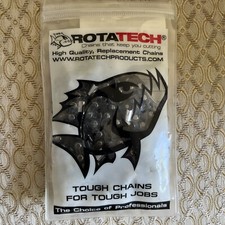 ROTATECH®
Chains that keep you cutting
High Quality, Replacement Chains
WWW.ROTATECHPRODUCTS.COM
TOUGH CHAINS
FOR TOUGH JOBS
The Choice of Professionals